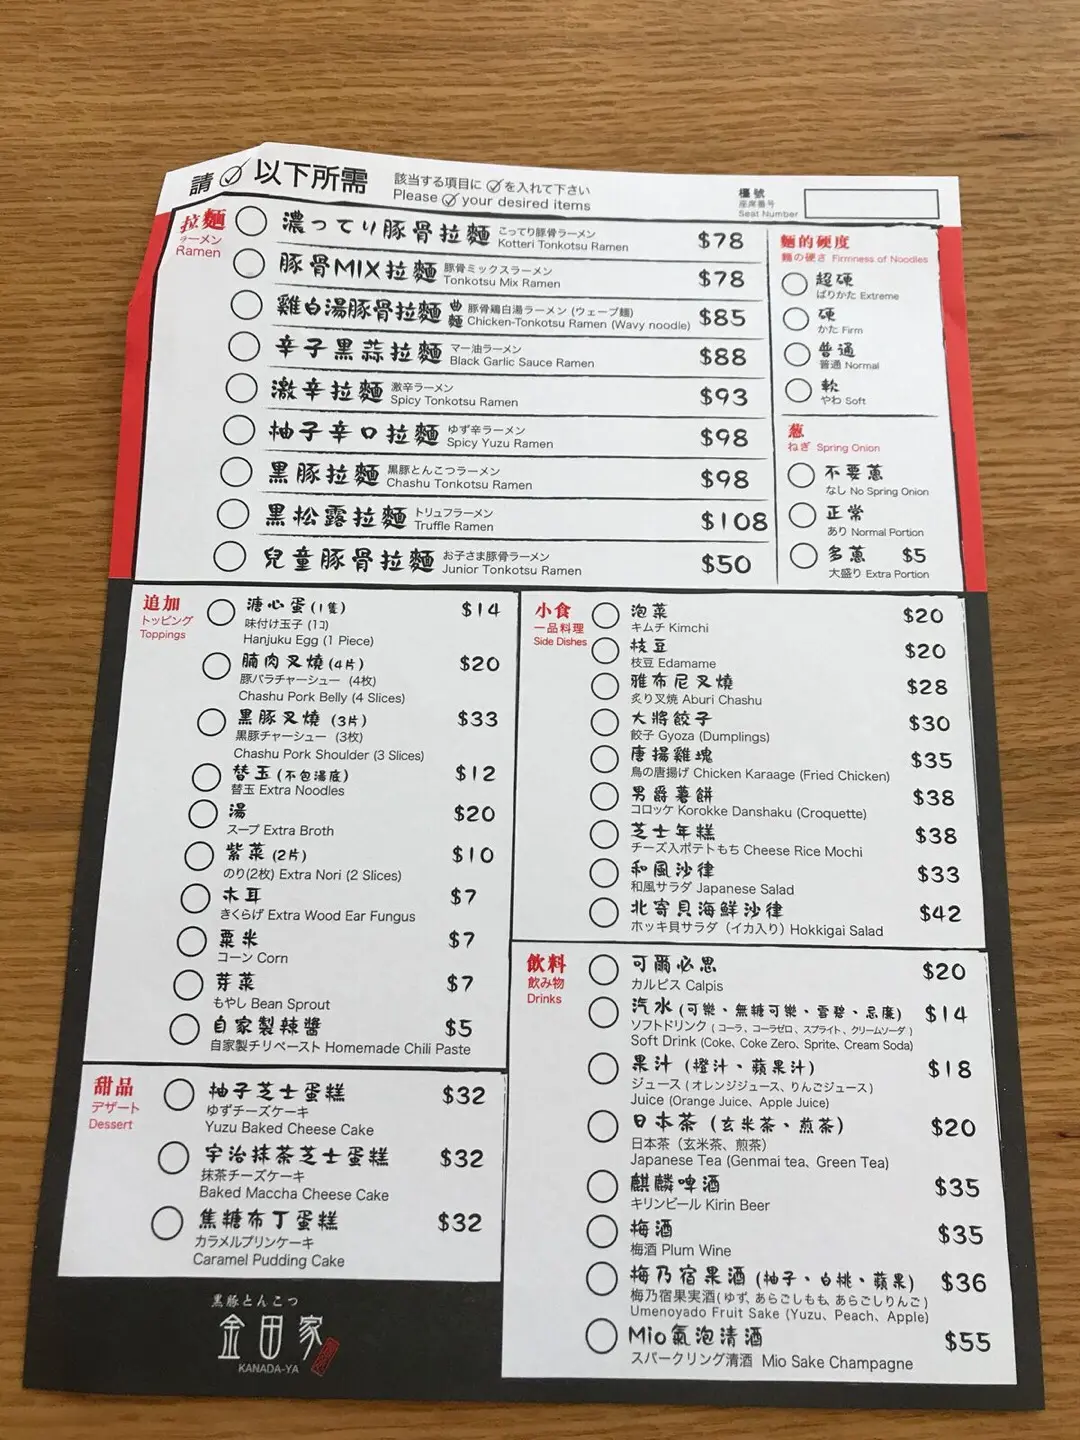 請 以下所需
該当する項目に を入れて下さい
Please your desired items
檯號
座席番号
Seat Number
拉麵
ラーメン
Ramen
濃ってり豚骨拉麵 こってり豚骨ラーメン
Kotteri Tonkotsu Ramen $78
豚骨MIX拉麵 豚骨ミックスラーメン
Tonkotsu Mix Ramen $78
雞白湯豚骨拉麵 曲麵 豚骨鶏白湯ラーメン (ウェーブ麺)
Chicken-Tonkotsu Ramen (Wavy noodle) $85
辛子黑蒜拉麵 マー油ラーメン
Black Garlic Sauce Ramen $88
激辛拉麵 激辛ラーメン
Spicy Tonkotsu Ramen $93
柚子辛口拉麵 ゆず辛ラーメン
Spicy Yuzu Ramen $98
黑豚拉麵 黒豚とんこつラーメン
Chashu Tonkotsu Ramen $98
黑松露拉麵 トリュフラーメン
Truffle Ramen $108
兒童豚骨拉麵 お子さま豚骨ラーメン
Junior Tonkotsu Ramen $50
麵的硬度
麺の硬さ Firmness of Noodles
超硬
ばりかた Extreme
硬
かた Firm
普通
普通 Normal
軟
やわ Soft
葱
ねぎ Spring Onion
不要蔥
なし No Spring Onion
正常
あり Normal Portion
多蔥 $5
大盛り Extra Portion
追加
トッピング
Toppings
溏心蛋(1隻) $14
味付け玉子 (1コ)
Hanjuku Egg (1 Piece)
腩肉叉燒(4片) $20
豚バラチャーシュー (4枚)
Chashu Pork Belly (4 Slices)
黑豚叉燒 (3片) $33
黒豚チャーシュー (3枚)
Chashu Pork Shoulder (3 Slices)
替玉(不包湯底) $12
替玉 Extra Noodles
湯 $20
スープ Extra Broth
紫菜(2片) $10
のり(2枚) Extra Nori (2 Slices)
木耳 $7
きくらげ Extra Wood Ear Fungus
粟米 $7
コーン Corn
芽菜 $7
もやし Bean Sprout
自家製辣醬 $5
自家製チリペースト Homemade Chili Paste
甜品
デザート
Dessert
柚子芝士蛋糕 $32
ゆずチーズケーキ
Yuzu Baked Cheese Cake
宇治抹茶芝士蛋糕 $32
抹茶チーズケーキ
Baked Maccha Cheese Cake
焦糖布丁蛋糕 $32
カラメルプリンケーキ
Caramel Pudding Cake
小食
一品料理
Side Dishes
泡菜 $20
キムチ Kimchi
枝豆 $20
枝豆 Edamame
雅布尼叉燒 $28
炙り叉焼 Aburi Chashu
大將餃子 $30
餃子 Gyoza (Dumplings)
唐揚雞塊 $35
鳥の唐揚げ Chicken Karaage (Fried Chicken)
男爵薯餅 $38
コロッケ Korokke Danshaku (Croquette)
芝士年糕 $38
チーズ入ポテトもち Cheese Rice Mochi
和風沙律 $33
和風サラダ Japanese Salad
北寄貝海鮮沙律 $42
ホッキ貝サラダ (イカ入り) Hokkigai Salad
飲料
飲み物
Drinks
可爾必思 $20
カルピス Calpis
汽水(可樂、無糖可樂、雪碧、忌廉) $14
ソフトドリンク (コーラ、コーラゼロ、スプライト、クリームソーダ)
Soft Drink (Coke, Coke Zero, Sprite, Cream Soda)
果汁 (橙汁、蘋果汁) $18
ジュース (オレンジジュース、りんごジュース)
Juice (Orange Juice, Apple Juice)
日本茶 (玄米茶、煎茶) $20
日本茶 (玄米茶、煎茶)
Japanese Tea (Genmai tea、Green Tea)
麒麟啤酒 $35
キリンビール Kirin Beer
梅酒 $35
梅酒 Plum Wine
梅乃宿果酒 (柚子、白桃、蘋果) $36
梅乃宿果実酒(ゆず, あらごしもも, あらごしりんご)
Umenoyado Fruit Sake (Yuzu, Peach, Apple)
Mio氣泡清酒 $55
スパークリング清酒 Mio Sake Champagne
黒豚とんこつ
金田家
KANADA-YA